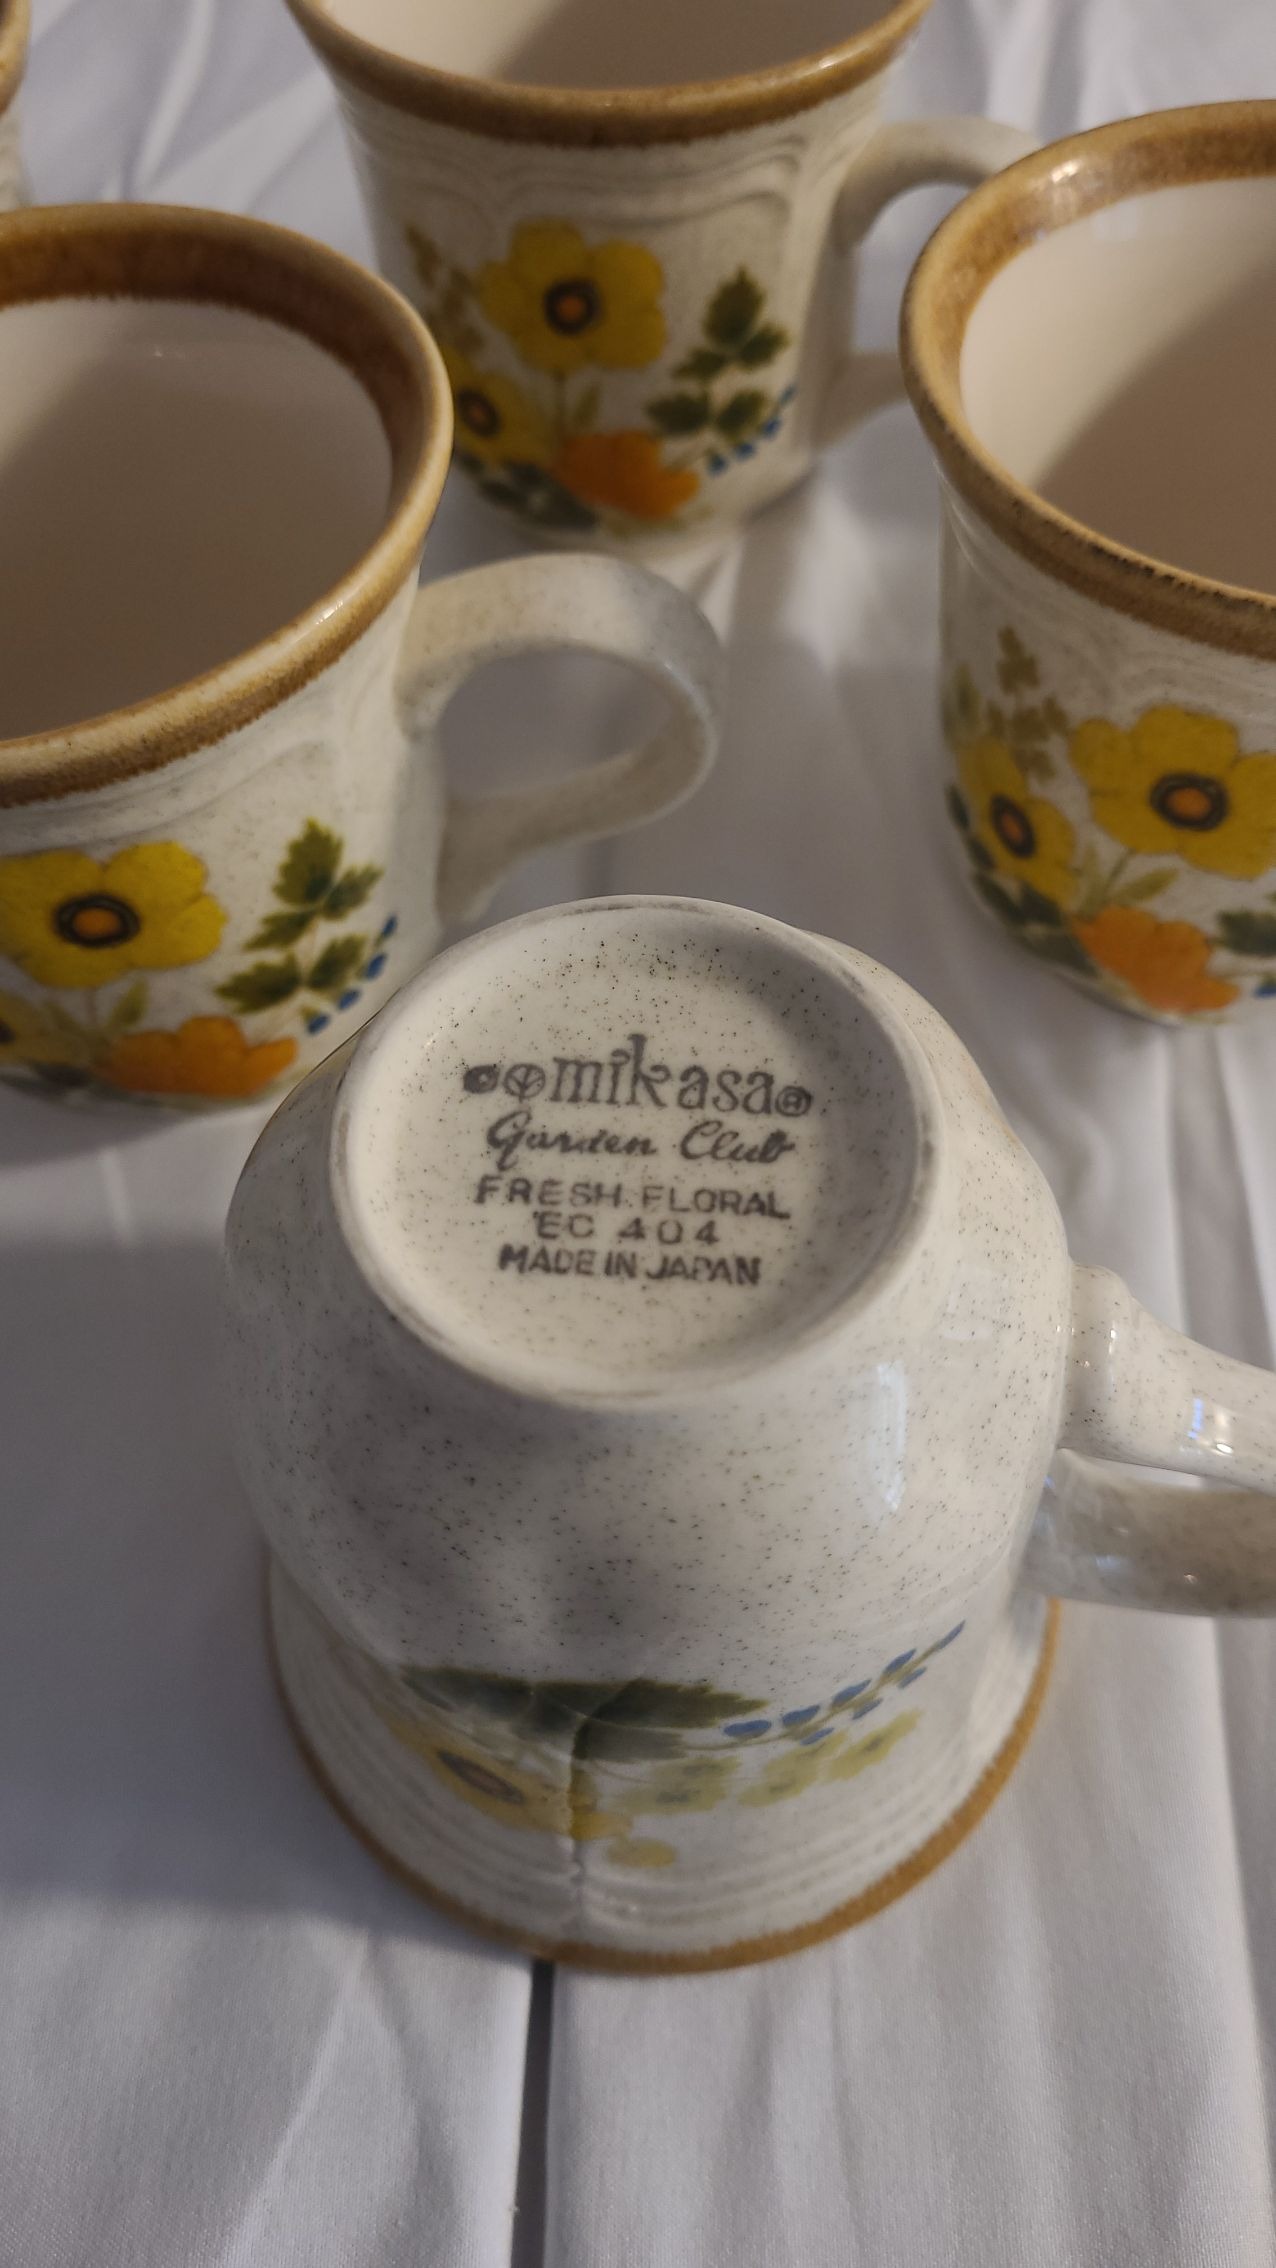 mikasa®
Garden Club
FRESH FLORAL
EC 404
MADE IN JAPAN